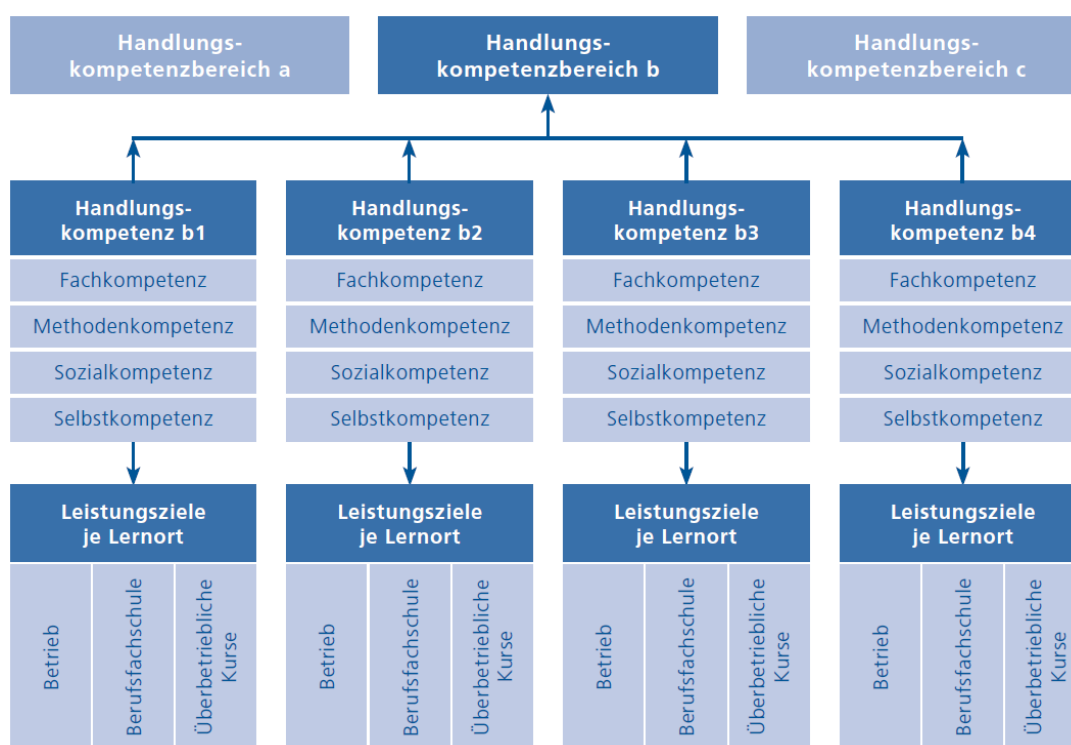 Handlungs-
kompetenzbereich a
Handlungs-
kompetenzbereich b
Handlungs-
kompetenzbereich c
Handlungs-
kompetenz b1
Fachkompetenz
Methodenkompetenz
Sozialkompetenz
Selbstkompetenz
Leistungsziele
je Lernort
Betrieb
Berufsfachschule
Überbetriebliche
Kurse
Handlungs-
kompetenz b2
Fachkompetenz
Methodenkompetenz
Sozialkompetenz
Selbstkompetenz
Leistungsziele
je Lernort
Betrieb
Berufsfachschule
Überbetriebliche
Kurse
Handlungs-
kompetenz b3
Fachkompetenz
Methodenkompetenz
Sozialkompetenz
Selbstkompetenz
Leistungsziele
je Lernort
Betrieb
Berufsfachschule
Überbetriebliche
Kurse
Handlungs-
kompetenz b4
Fachkompetenz
Methodenkompetenz
Sozialkompetenz
Selbstkompetenz
Leistungsziele
je Lernort
Betrieb
Berufsfachschule
Überbetriebliche
Kurse